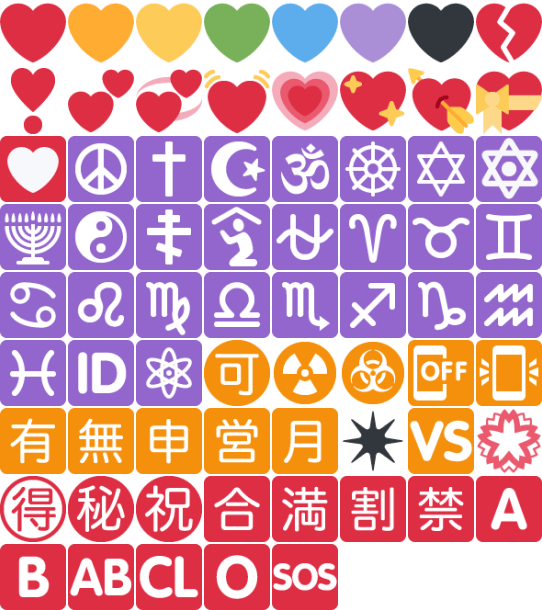 ID 可 OFF
有 無 申 営 月 VS
得 秘 祝 合 満 割 禁 A
B AB CL O SOS